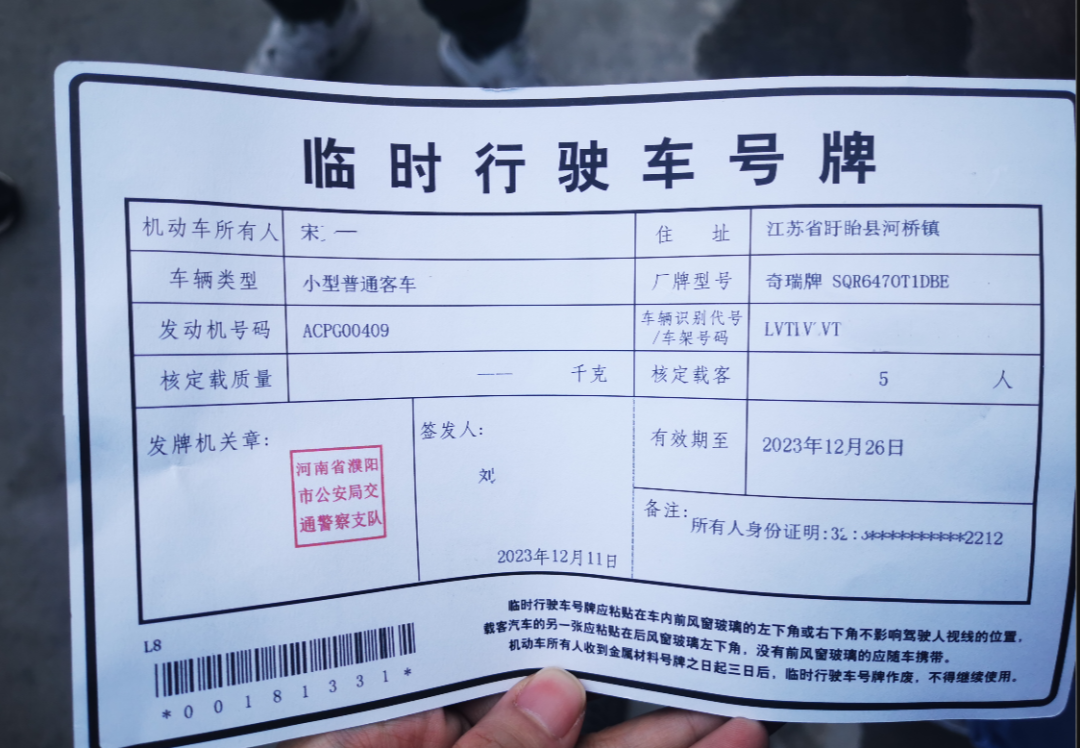 临时行驶车号牌
机动车所有人 宋 一 住 址 江苏省盱眙县河桥镇
车辆类型 小型普通客车 厂牌型号 奇瑞牌 SQR6470T1DBE
发动机号码 ACPG00409 车辆识别代号
/车架号码 LVT
核定载质量 —— 千克 核定载客 5 人
发牌机关章:
河南省濮阳
市公安局交
通警察支队
签发人:
刘
2023年12月11日
有效期至 2023年12月26日
备注:
所有人身份证明:32 ***********2212
临时行驶车号牌应粘贴在车内前风窗玻璃的左下角或右下角不影响驾驶人视线的位置,
载客汽车的另一张应粘贴在后风窗玻璃左下角, 没有前风窗玻璃的应随车携带。
机动车所有人收到金属材料号牌之日起三日后, 临时行驶车号牌作废, 不得继续使用。
L8
*00181331*